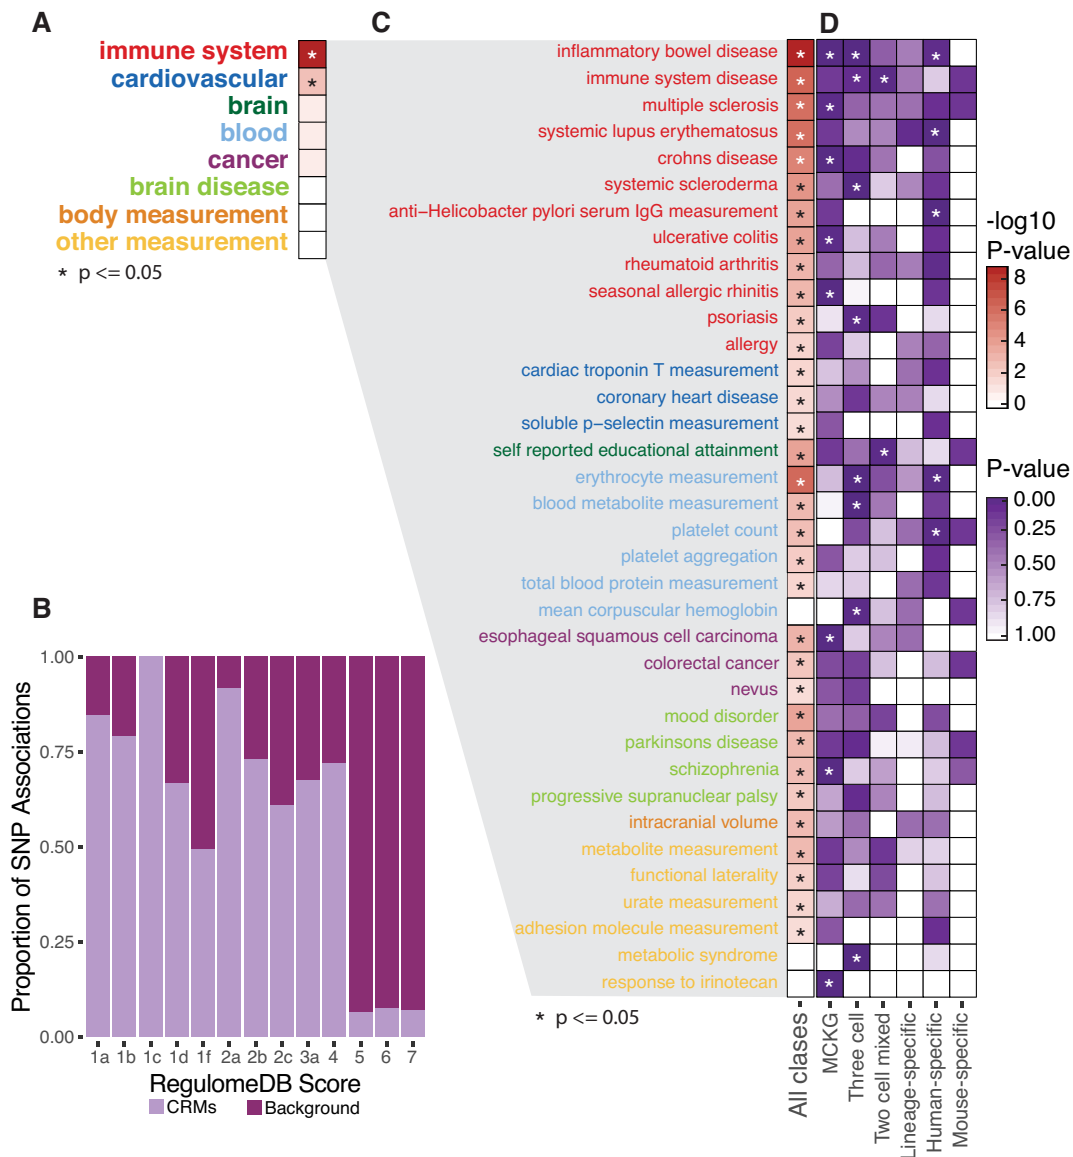 A
immune system *
cardiovascular *
brain
blood
cancer
brain disease
body measurement
other measurement
* p <= 0.05
B
1.00
0.75
0.50
0.25
0.00
Proportion of SNP Associations
1a 1b 1c 1d 1f 2a 2b 2c 3a 4 5 6 7
RegulomeDB Score
CRMs Background
C
D
inflammatory bowel disease * * * *
immune system disease * * *
multiple sclerosis * *
systemic lupus erythematosus * *
crohns disease * *
systemic scleroderma * *
anti−Helicobacter pylori serum IgG measurement * *
ulcerative colitis * *
rheumatoid arthritis *
seasonal allergic rhinitis * *
psoriasis * *
allergy *
cardiac troponin T measurement *
coronary heart disease *
soluble p−selectin measurement *
self reported educational attainment * *
erythrocyte measurement * * *
blood metabolite measurement * *
platelet count * *
platelet aggregation *
total blood protein measurement *
mean corpuscular hemoglobin *
esophageal squamous cell carcinoma * *
colorectal cancer *
nevus *
mood disorder *
parkinsons disease *
schizophrenia * *
progressive supranuclear palsy *
intracranial volume *
metabolite measurement *
functional laterality *
urate measurement *
adhesion molecule measurement *
metabolic syndrome *
response to irinotecan *
* p <= 0.05
All clases
MCKG
Three cell
Two cell mixed
Lineage-specific
Human-specific
Mouse-specific
-log10
P-value
8
6
4
2
0
P-value
0.00
0.25
0.50
0.75
1.00